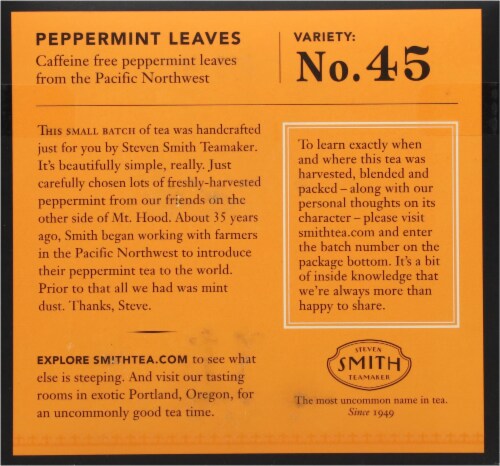 PEPPERMINT LEAVES
Caffeine free peppermint leaves
from the Pacific Northwest
VARIETY:
No. 45
THIS SMALL BATCH of tea was handcrafted
just for you by Steven Smith Teamaker.
It's beautifully simple, really. Just
carefully chosen lots of freshly-harvested
peppermint from our friends on the
other side of Mt. Hood. About 35 years
ago, Smith began working with farmers
in the Pacific Northwest to introduce
their peppermint tea to the world.
Prior to that all we had was mint
dust. Thanks, Steve.
To learn exactly when
and where this tea was
harvested, blended and
packed – along with our
personal thoughts on its
character – please visit
smithtea.com and enter
the batch number on the
package bottom. It's a bit
of inside knowledge that
we're always more than
happy to share.
EXPLORE SMITHTEA.COM to see what
else is steeping. And visit our tasting
rooms in exotic Portland, Oregon, for
an uncommonly good tea time.
STEVEN
SMITH
TEAMAKER
The most uncommon name in tea.
Since 1949